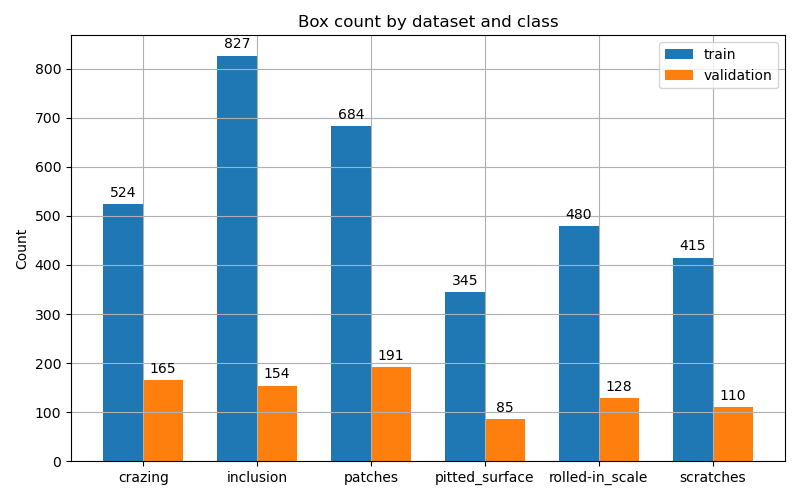 Box count by dataset and class
train
validation
Count
800
700
600
500
400
300
200
100
0
524
165
827
154
684
191
345
85
480
128
415
110
crazing
inclusion
patches
pitted_surface
rolled-in_scale
scratches